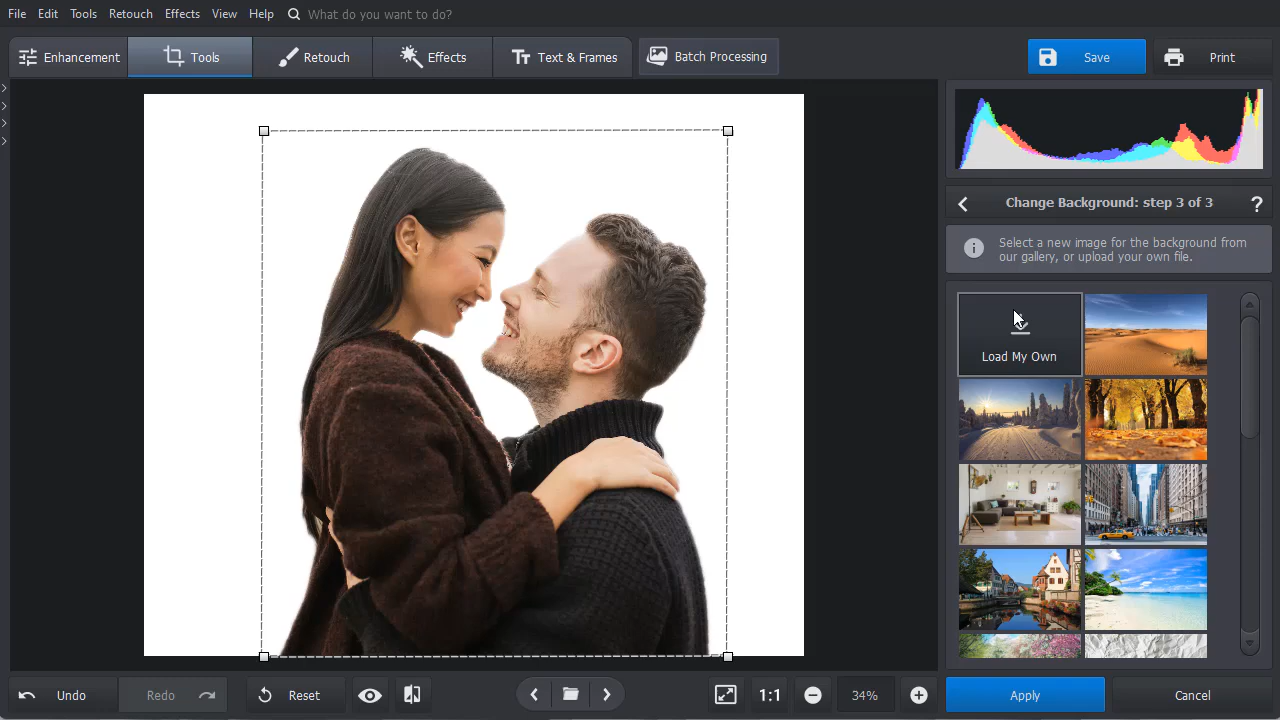 File Edit Tools Retouch Effects View Help What do you want to do?
Enhancement Tools Retouch Effects Text & Frames Batch Processing Save Print
Change Background: step 3 of 3 ?
Select a new image for the background from
our gallery, or upload your own file.
Load My Own
Undo Redo Reset 1:1 34% Apply Cancel